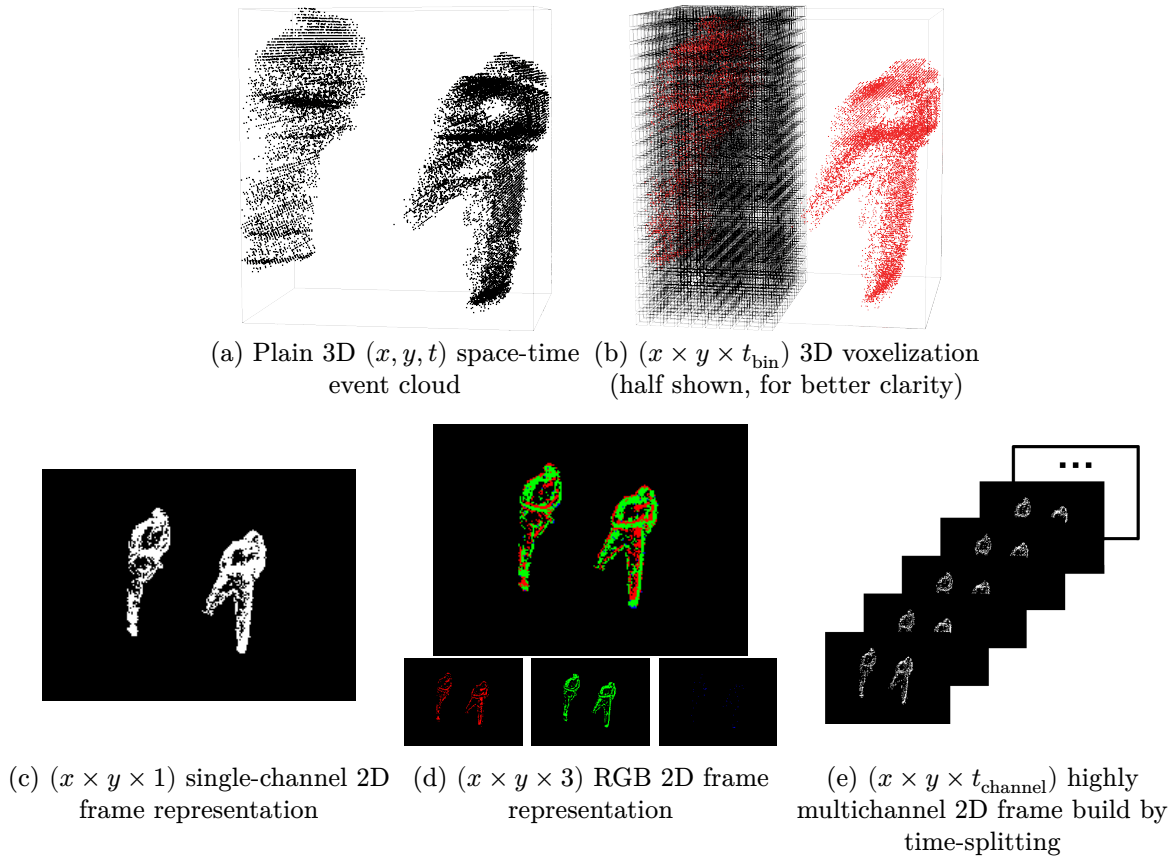 (a) Plain 3D (x, y, t) space-time
event cloud
(b) (x × y × t_bin) 3D voxelization
(half shown, for better clarity)
(c) (x × y × 1) single-channel 2D
frame representation
(d) (x × y × 3) RGB 2D frame
representation
...
(e) (x × y × t_channel) highly
multichannel 2D frame build by
time-splitting